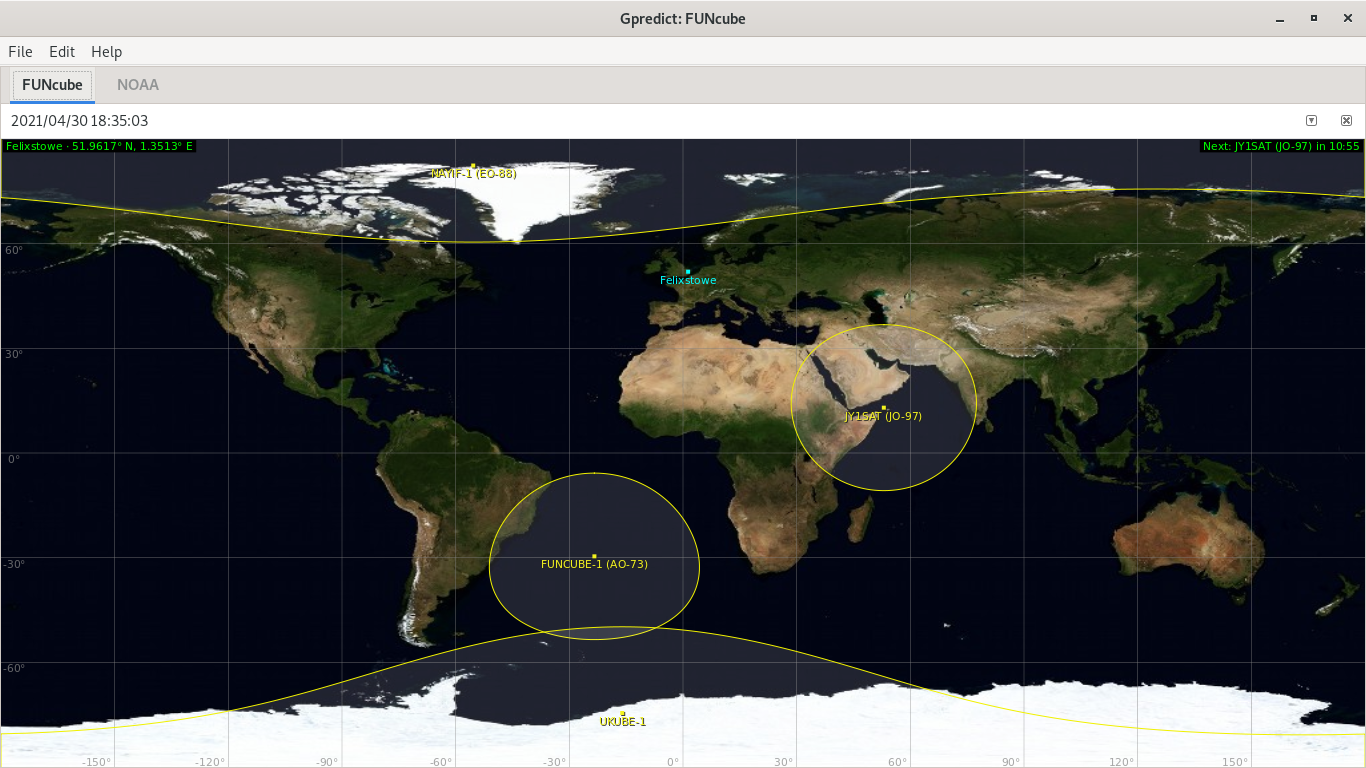 Gpredict: FUNcube
File Edit Help
FUNcube NOAA
2021/04/30 18:35:03
Felixstowe · 51.9617° N, 1.3513° E
Next: JY1SAT (JO-97) in 10:55
NAYIF-1 (EO-88)
60°
Felixstowe
30°
JY1SAT (JO-97)
0°
-30°
FUNCUBE-1 (AO-73)
-60°
UKUBE-1
-150° -120° -60° -30° 0° 30° 60° 90° 120° 150°